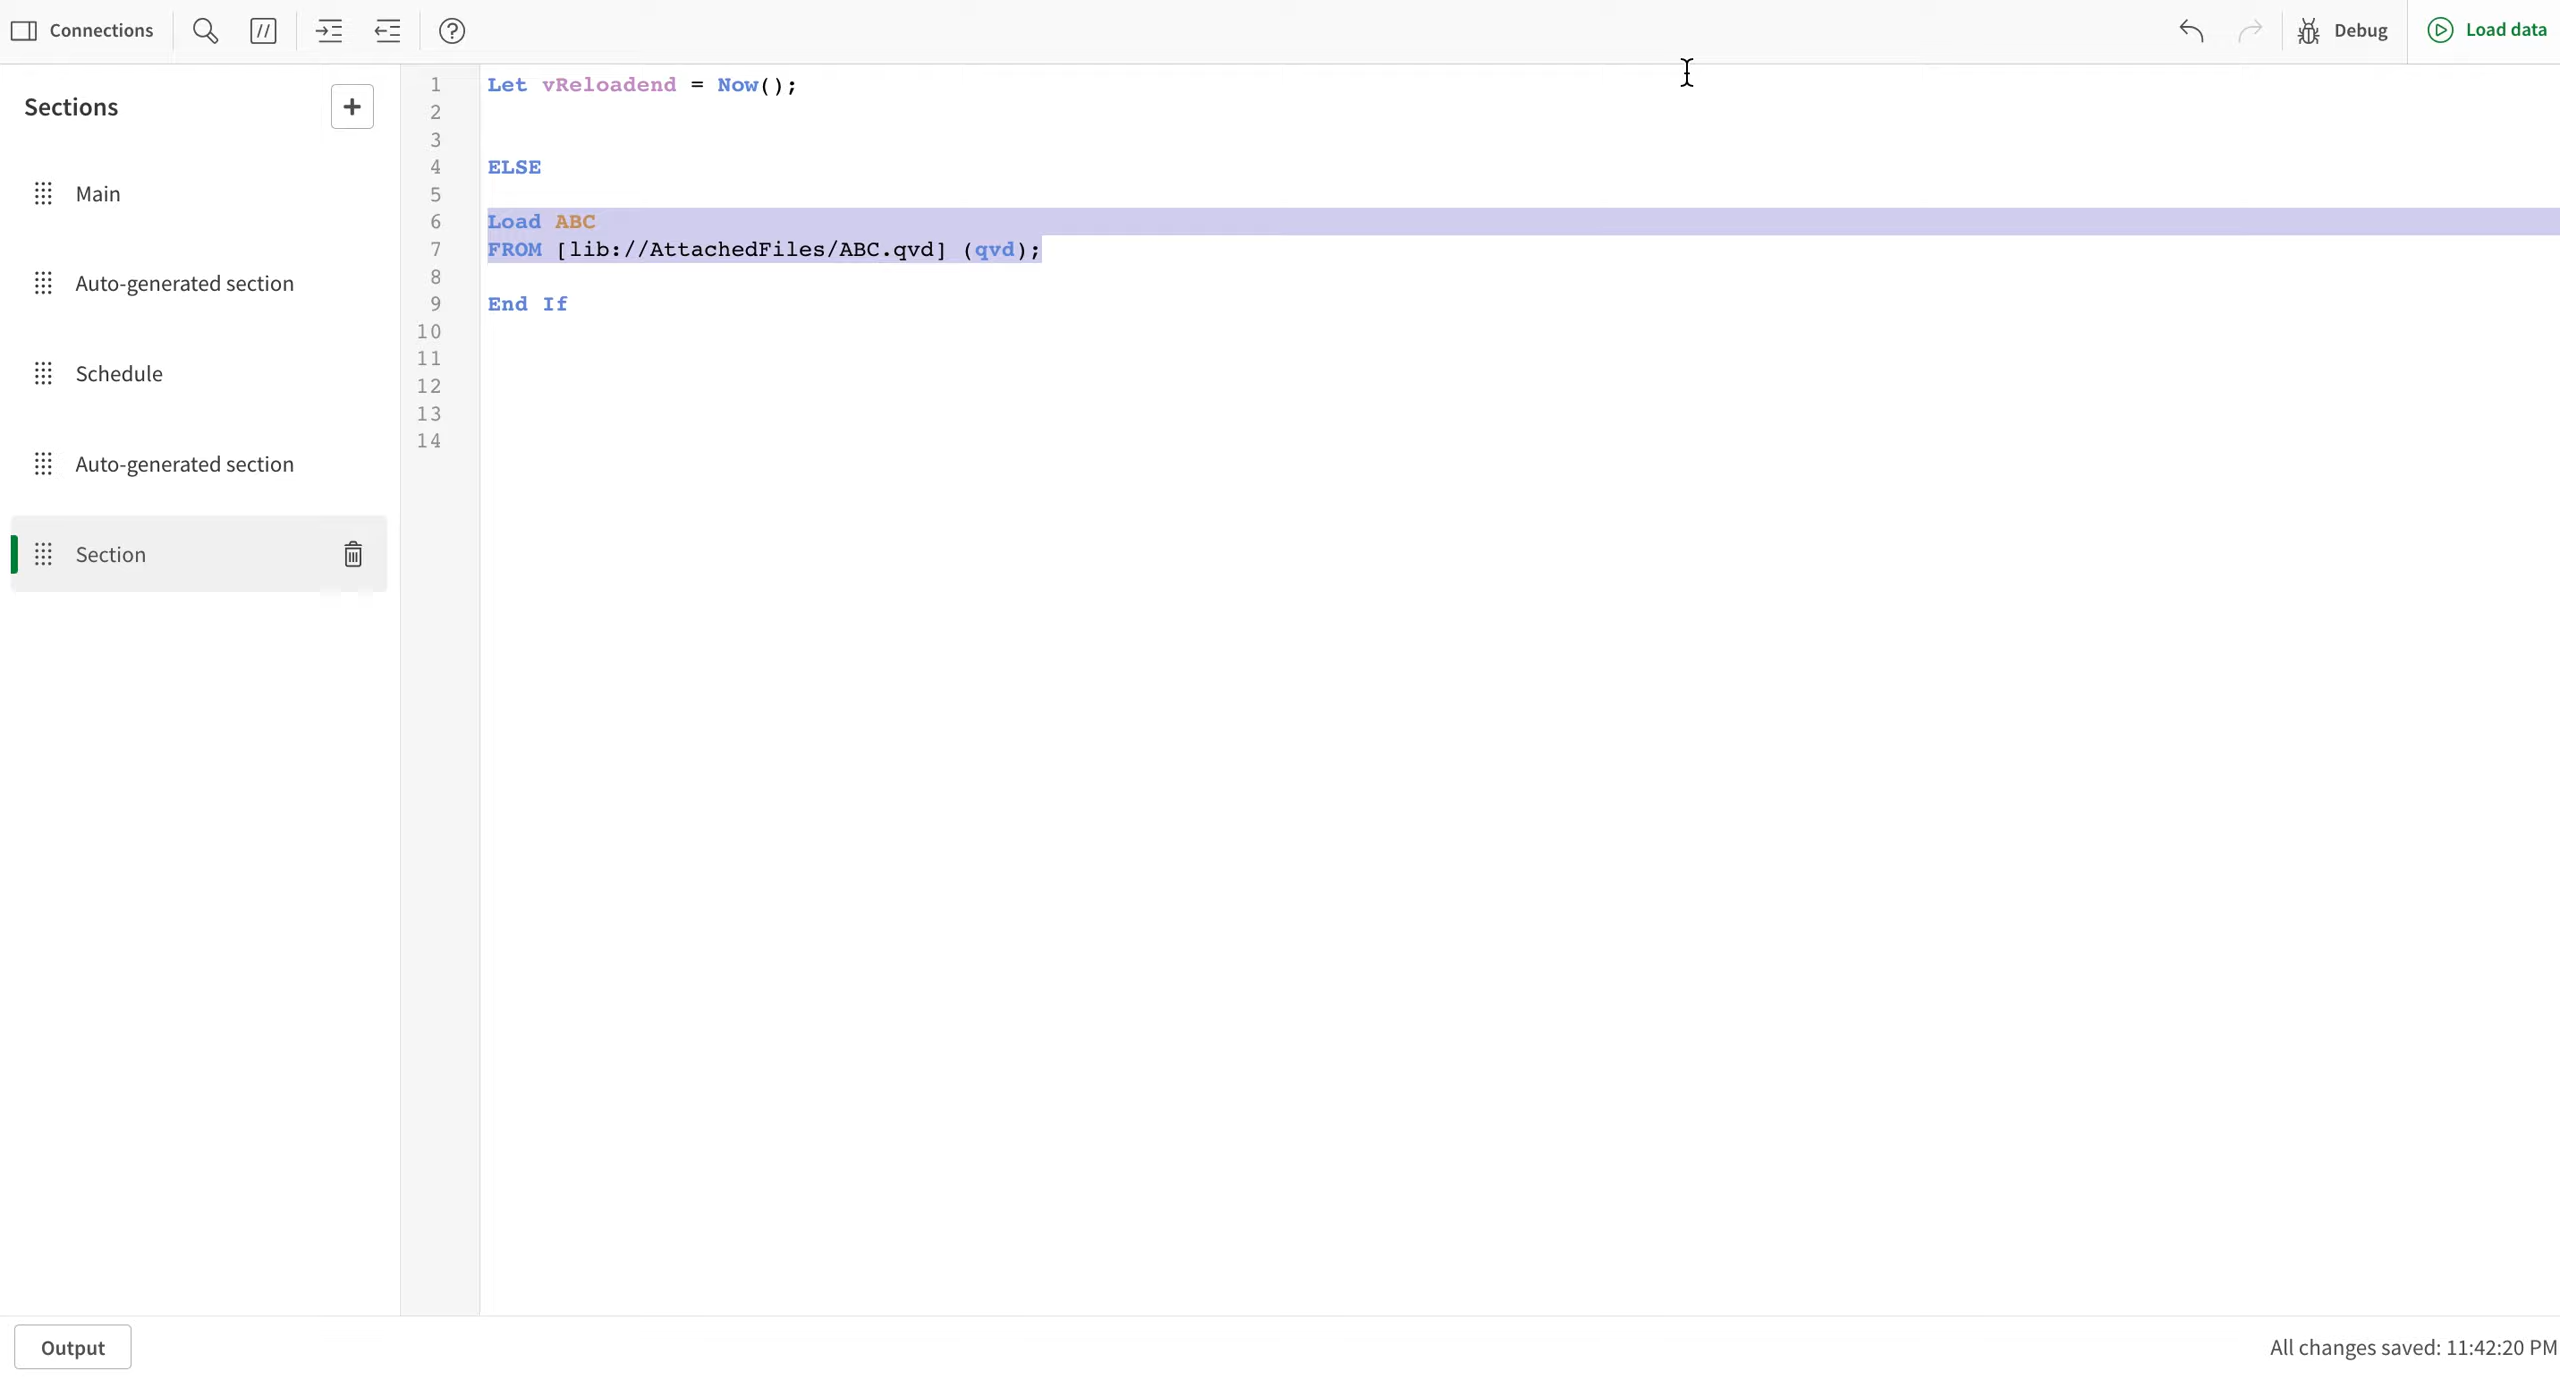 Connections // ? Debug Load data
Sections +
Main
Auto-generated section
Schedule
Auto-generated section
Section
1 Let vReloadend = Now();
2
3
4 ELSE
5
6 Load ABC
7 FROM [lib://AttachedFiles/ABC.qvd] (qvd);
8
9 End If
10
11
12
13
14
Output All changes saved: 11:42:20 PM